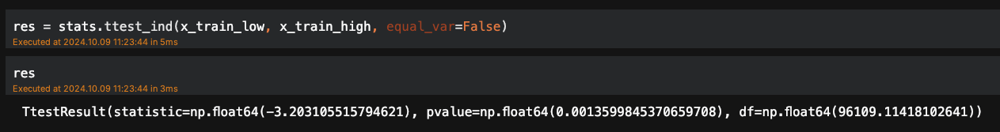 res = stats.ttest_ind(x_train_low, x_train_high, equal_var=False)
Executed at 2024.10.09 11:23:44 in 5ms
res
Executed at 2024.10.09 11:23:44 in 3ms
TtestResult(statistic=np.float64(-3.203105515794621), pvalue=np.float64(0.0013599845370659708), df=np.float64(96109.11418102641))